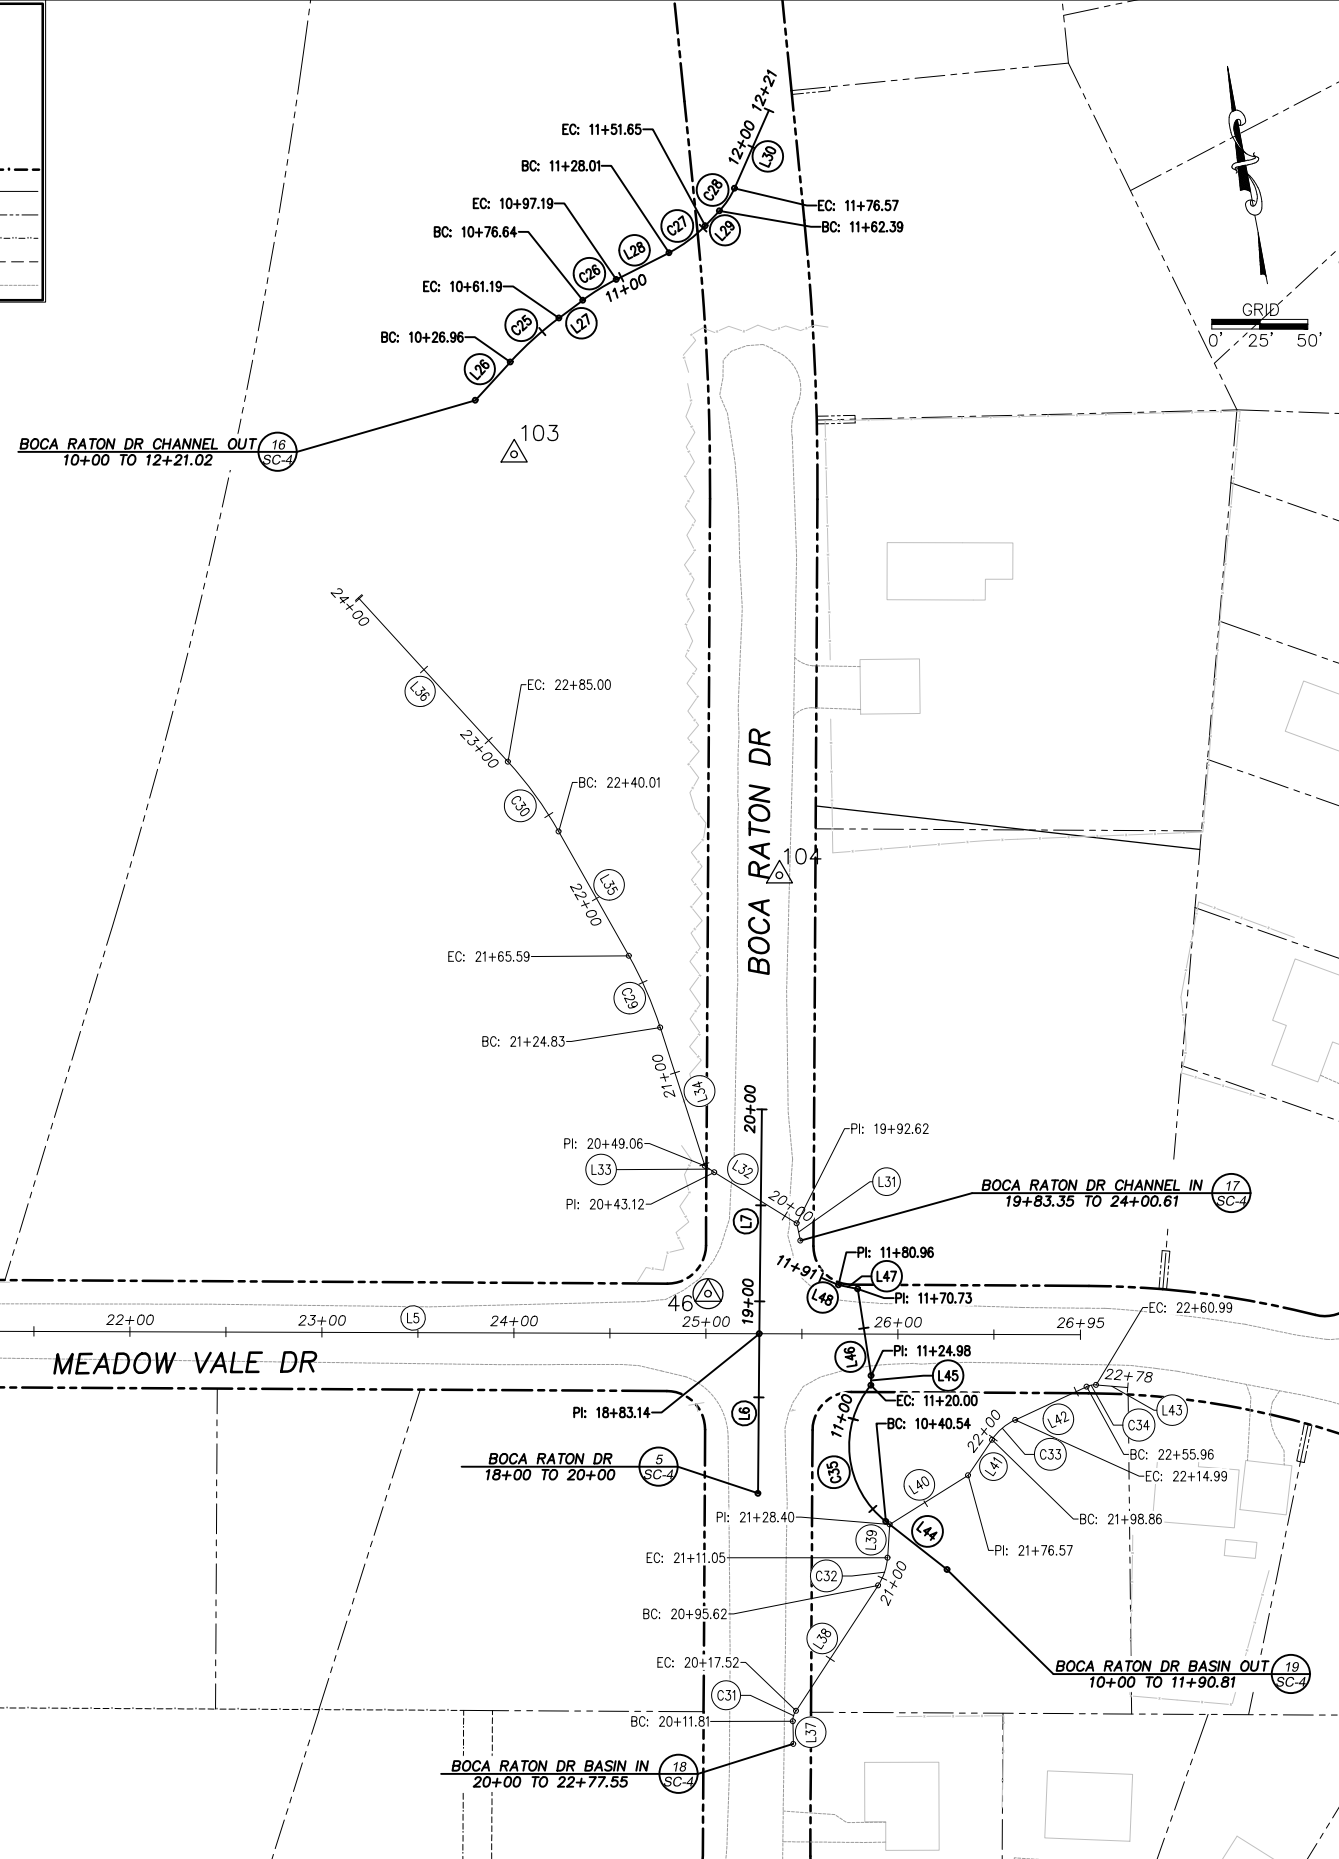 12+21
EC: 11+51.65
12+00
L30
BC: 11+28.01
C28
EC: 10+97.19
EC: 11+76.57
C27
L29
BC: 11+62.39
BC: 10+76.64
L28
C26
11+00
EC: 10+61.19
L27
C25
BC: 10+26.96
L26
GRID
0' 25' 50'
BOCA RATON DR CHANNEL OUT
10+00 TO 12+21.02
16
SC-4
103
24+00
L36
EC: 22+85.00
23+00
BC: 22+40.01
C30
BOCA RATON DR
104
L35
22+00
EC: 21+65.59
C29
BC: 21+24.83
21+00
L34
20+00
PI: 20+49.06
L33
L32
PI: 20+43.12
PI: 19+92.62
L31
20+00
L7
BOCA RATON DR CHANNEL IN
19+83.35 TO 24+00.61
17
SC-4
11+91
PI: 11+80.96
L47
L48
PI: 11+70.73
46
19+00
EC: 22+60.99
22+00
23+00
L5
24+00
25+00
26+00
26+95
MEADOW VALE DR
L46
PI: 11+24.98
L45
EC: 11+20.00
22+78
L43
L42
C34
PI: 18+83.14
L6
11+00
BC: 10+40.54
22+00
C33
BC: 22+55.96
EC: 22+14.99
L41
BOCA RATON DR
18+00 TO 20+00
5
SC-4
C35
L40
PI: 21+28.40
L44
BC: 21+98.86
L39
PI: 21+76.57
EC: 21+11.05
C32
21+00
BC: 20+95.62
L38
EC: 20+17.52
BOCA RATON DR BASIN OUT
10+00 TO 11+90.81
19
SC-4
C31
BC: 20+11.81
L37
BOCA RATON DR BASIN IN
20+00 TO 22+77.55
18
SC-4